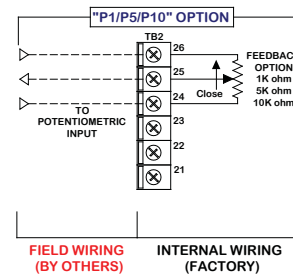 "P1/P5/P10" OPTION
TB2
26
25
24
23
22
21
FEEDBACK
OPTION
1K ohm
5K ohm
10K ohm
Close
TO
POTENTIOMETRIC
INPUT
FIELD WIRING
(BY OTHERS)
INTERNAL WIRING
(FACTORY)